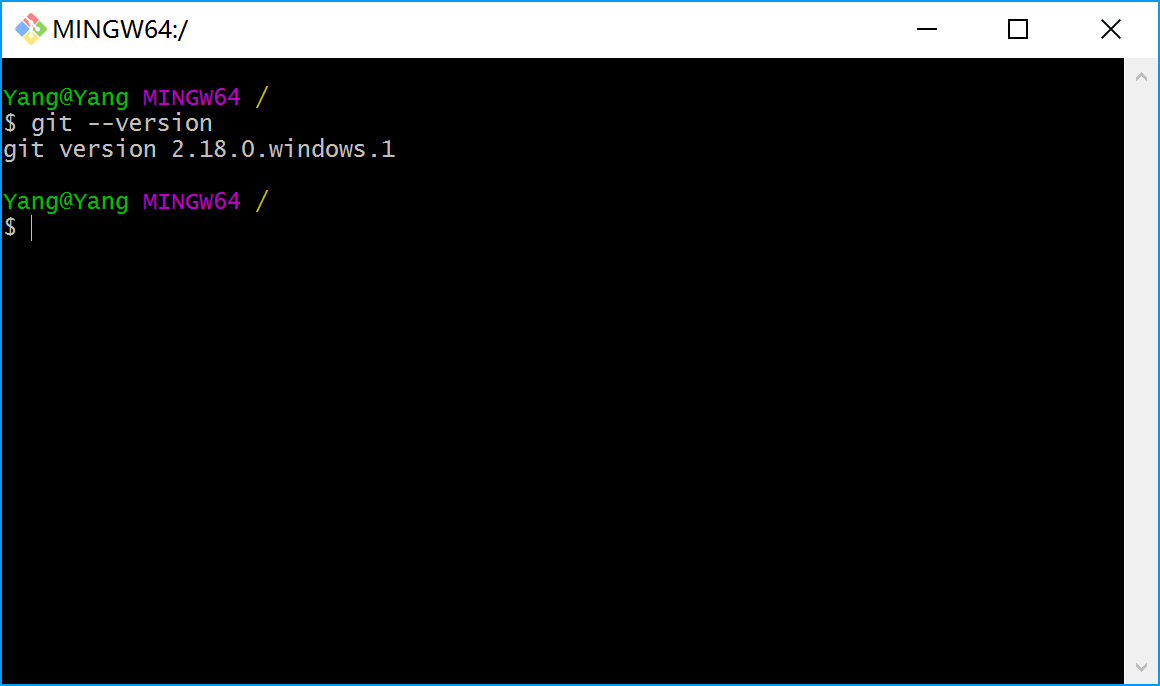 MINGW64:/
Yang@Yang MINGW64 /
$ git --version
git version 2.18.0.windows.1
Yang@Yang MINGW64 /
$